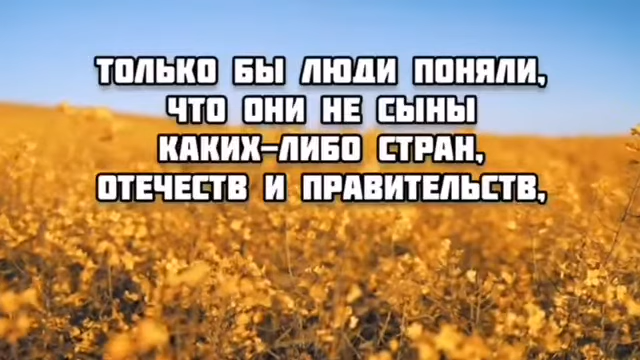 ТОЛЬКО БЫ ЛЮДИ ПОНЯЛИ,
ЧТО ОНИ НЕ СЫНЫ
КАКИХ-ЛИБО СТРАН,
ОТЕЧЕСТВ И ПРАВИТЕЛЬСТВ,